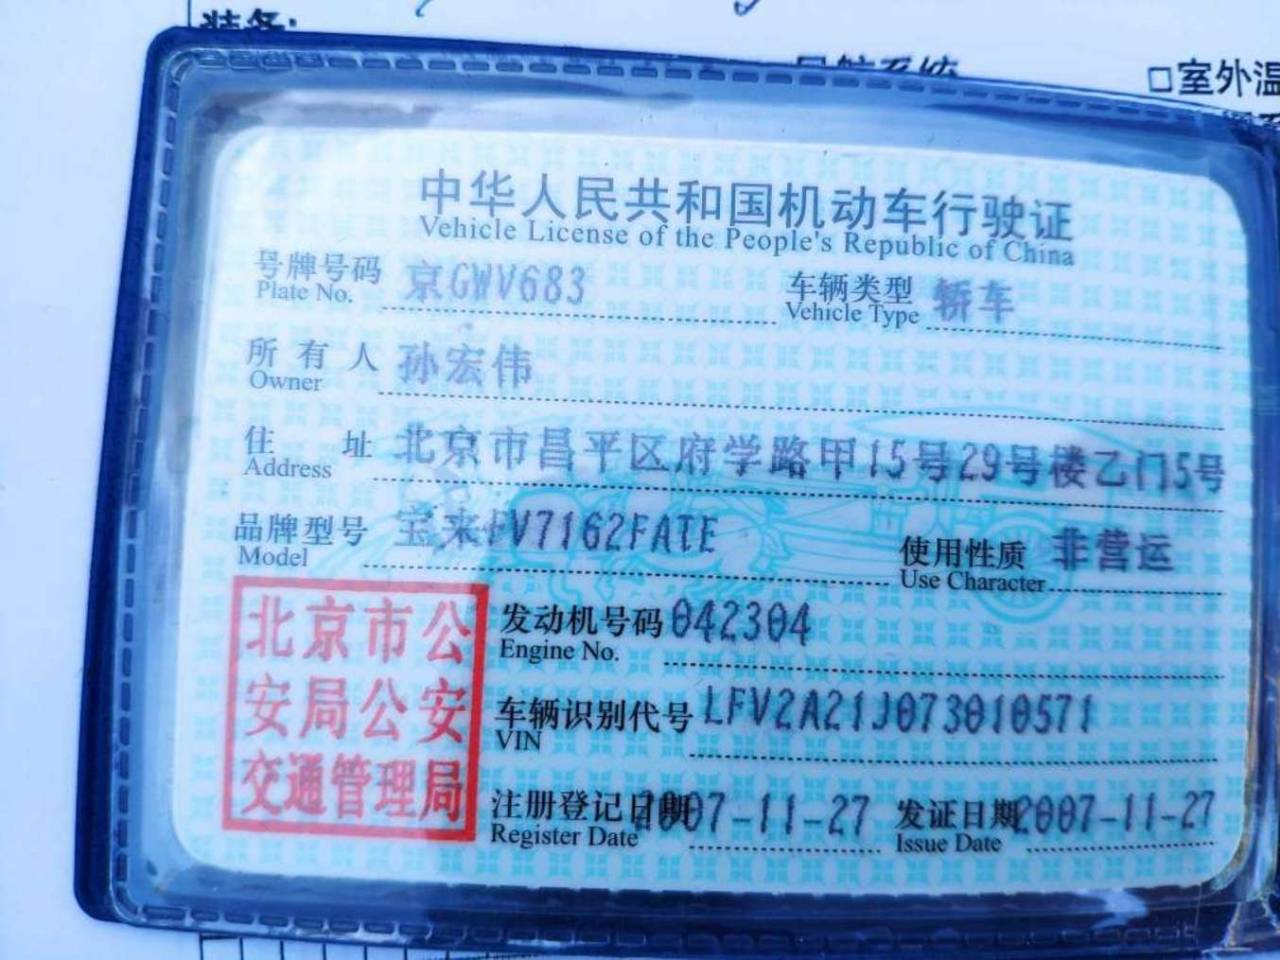 装备:
导航系统
□室外温
中华人民共和国机动车行驶证
Vehicle License of the People's Republic of China
号牌号码 京GWV683 车辆类型 轿车
Plate No. Vehicle Type
所有人 孙宏伟
Owner
住址 北京市昌平区府学路甲15号29号楼乙门5号
Address
品牌型号 宝来FV7162FATE 使用性质 非营运
Model Use Character
北京市公
安局公安
交通管理局
发动机号码 042304
Engine No.
车辆识别代号 LFV2A21J073010571
VIN
注册登记日期 2007-11-27 发证日期 2007-11-27
Register Date Issue Date